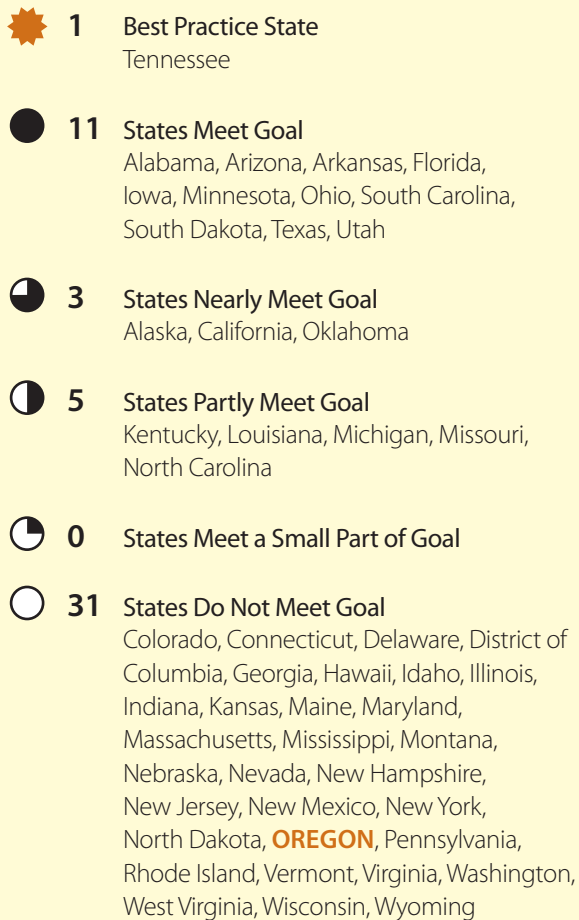 1 Best Practice State
Tennessee
11 States Meet Goal
Alabama, Arizona, Arkansas, Florida,
Iowa, Minnesota, Ohio, South Carolina,
South Dakota, Texas, Utah
3 States Nearly Meet Goal
Alaska, California, Oklahoma
5 States Partly Meet Goal
Kentucky, Louisiana, Michigan, Missouri,
North Carolina
0 States Meet a Small Part of Goal
31 States Do Not Meet Goal
Colorado, Connecticut, Delaware, District of
Columbia, Georgia, Hawaii, Idaho, Illinois,
Indiana, Kansas, Maine, Maryland,
Massachusetts, Mississippi, Montana,
Nebraska, Nevada, New Hampshire,
New Jersey, New Mexico, New York,
North Dakota, OREGON, Pennsylvania,
Rhode Island, Vermont, Virginia, Washington,
West Virginia, Wisconsin, Wyoming